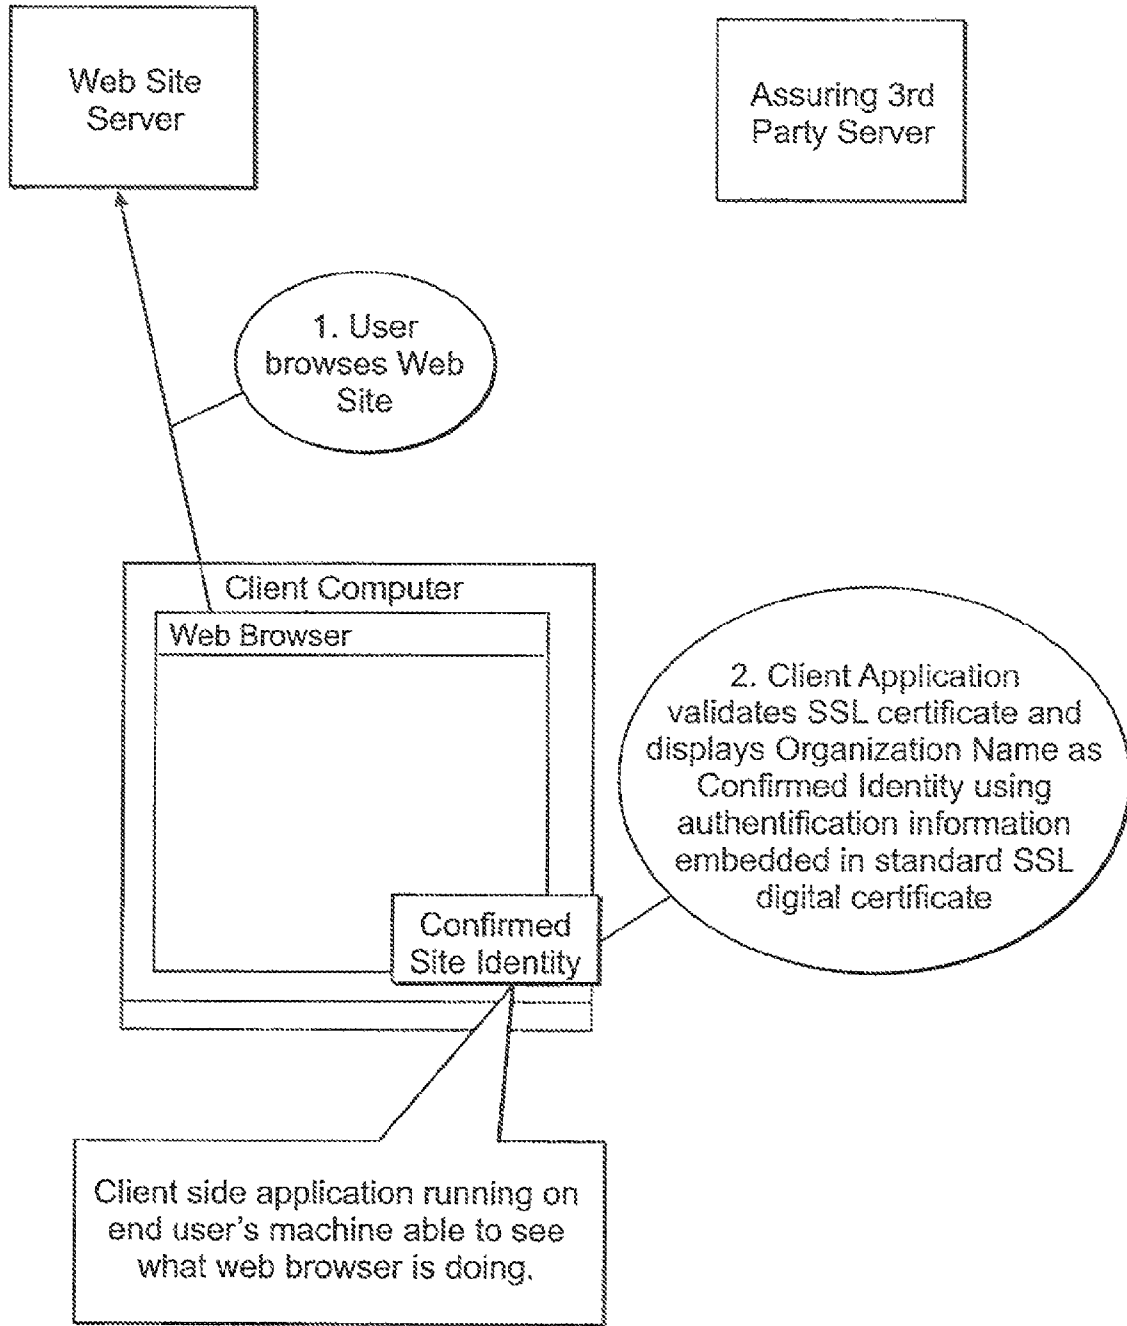 Web Site
Server
Assuring 3rd
Party Server
1. User
browses Web
Site
Client Computer
Web Browser
2. Client Application
validates SSL certificate and
displays Organization Name as
Confirmed Identity using
authentification information
embedded in standard SSL
digital certificate
Confirmed
Site Identity
Client side application running on
end user's machine able to see
what web browser is doing.